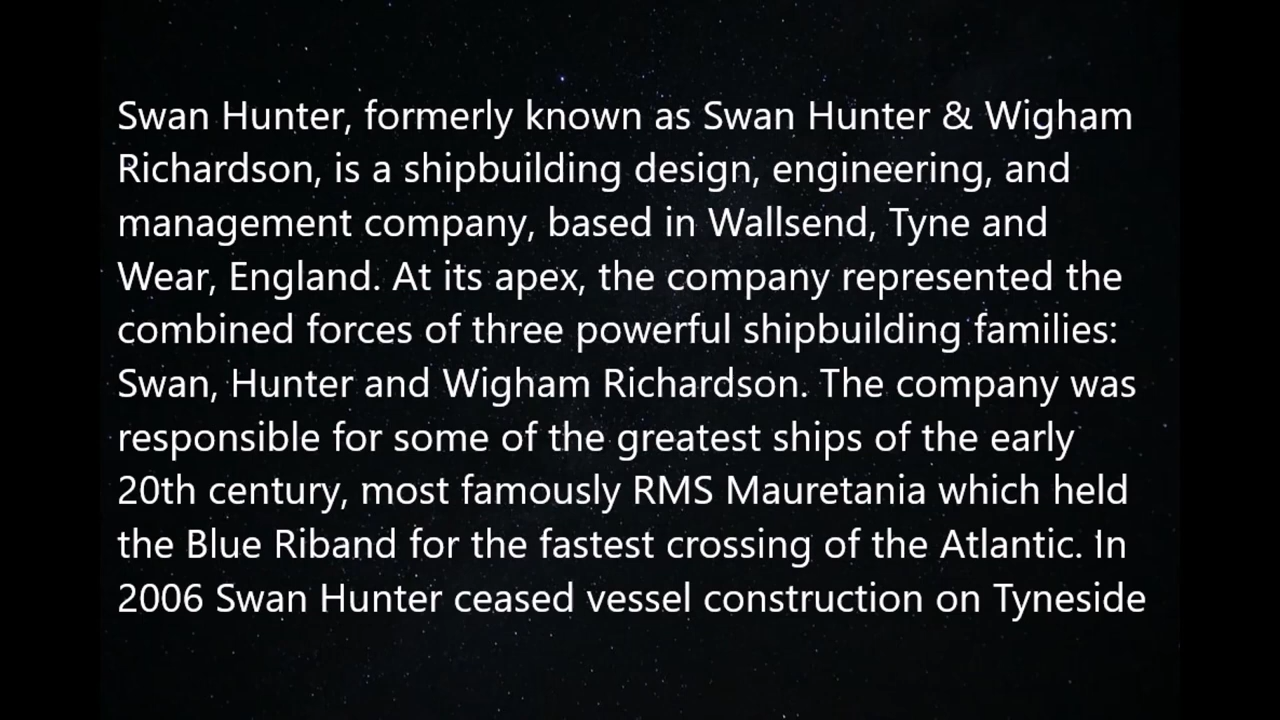 Swan Hunter, formerly known as Swan Hunter & Wigham
Richardson, is a shipbuilding design, engineering, and
management company, based in Wallsend, Tyne and
Wear, England. At its apex, the company represented the
combined forces of three powerful shipbuilding families:
Swan, Hunter and Wigham Richardson. The company was
responsible for some of the greatest ships of the early
20th century, most famously RMS Mauretania which held
the Blue Riband for the fastest crossing of the Atlantic. In
2006 Swan Hunter ceased vessel construction on Tyneside